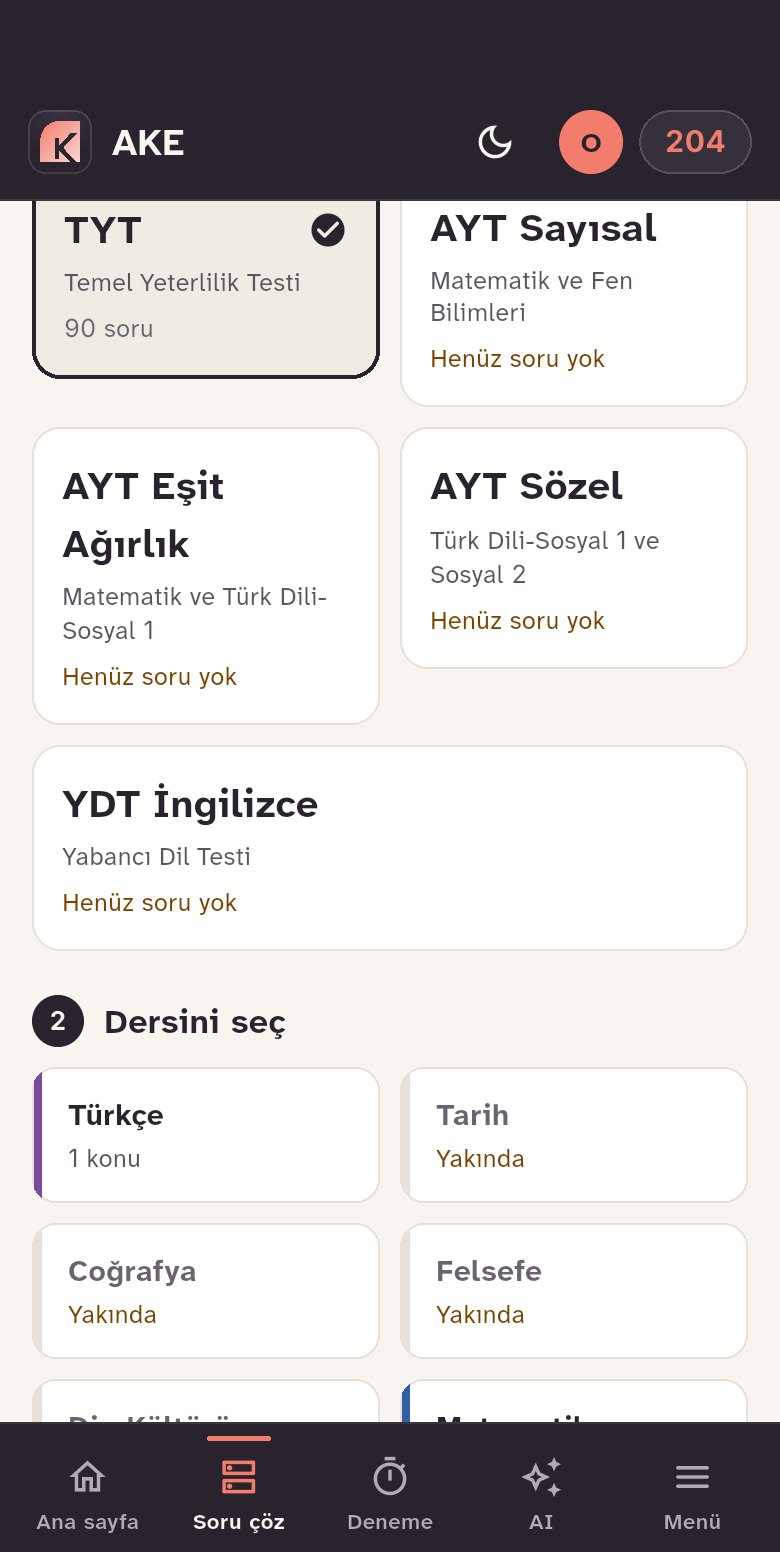 AKE
O
204
TYT
Temel Yeterlilik Testi
90 soru
AYT Sayısal
Matematik ve Fen
Bilimleri
Henüz soru yok
AYT Eşit
Ağırlık
Matematik ve Türk Dili-
Sosyal 1
Henüz soru yok
AYT Sözel
Türk Dili-Sosyal 1 ve
Sosyal 2
Henüz soru yok
YDT İngilizce
Yabancı Dil Testi
Henüz soru yok
2 Dersini seç
Türkçe
1 konu
Tarih
Yakında
Coğrafya
Yakında
Felsefe
Yakında
Din Kültürü
Matematik
Ana sayfa
Soru çöz
Deneme
AI
Menü